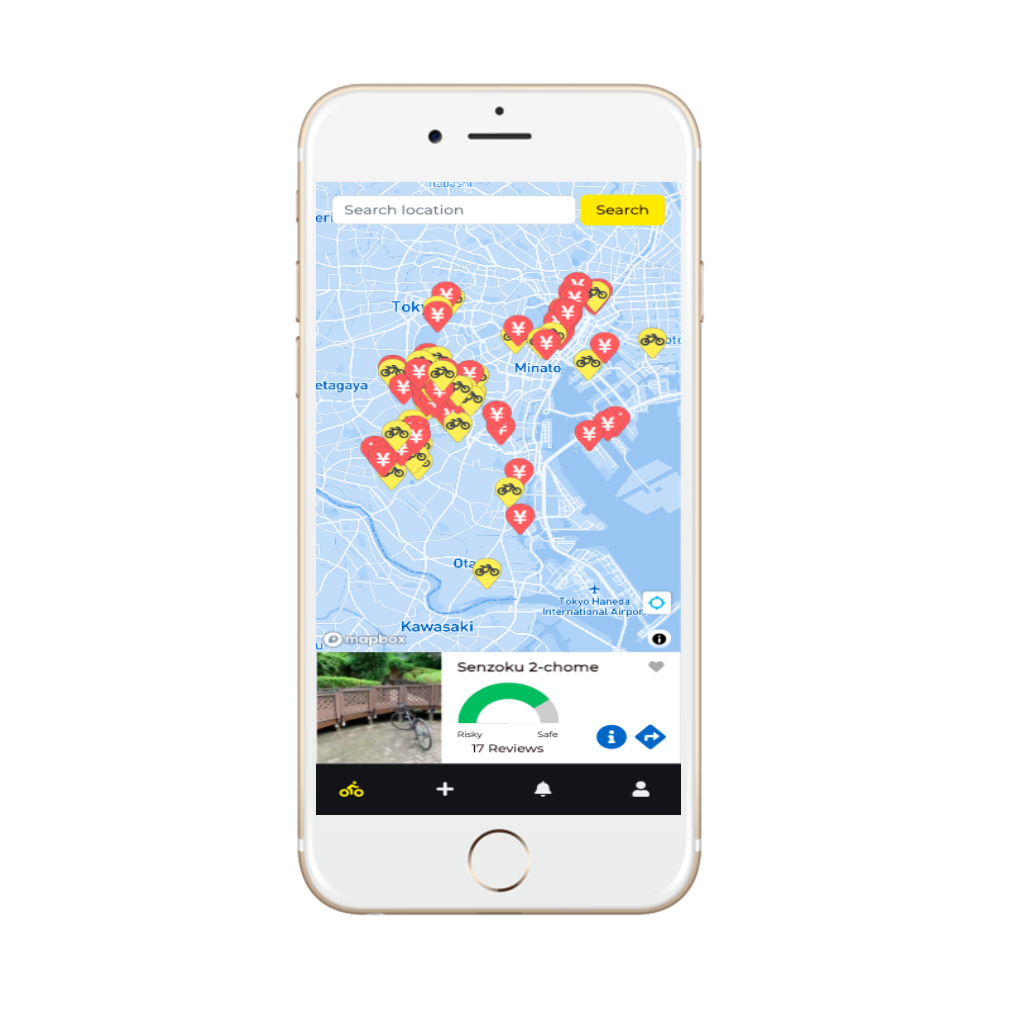 Itabashi
Search location
Search
Tok
¥
¥
¥
¥
¥
¥
¥
¥
Minato
etagaya
¥
¥
¥
¥
¥
¥
¥
¥
¥
¥
¥
Ota
Tokyo Haneda
International Airpor
Kawasaki
mapbox
Senzoku 2-chome
Risky
Safe
17 Reviews